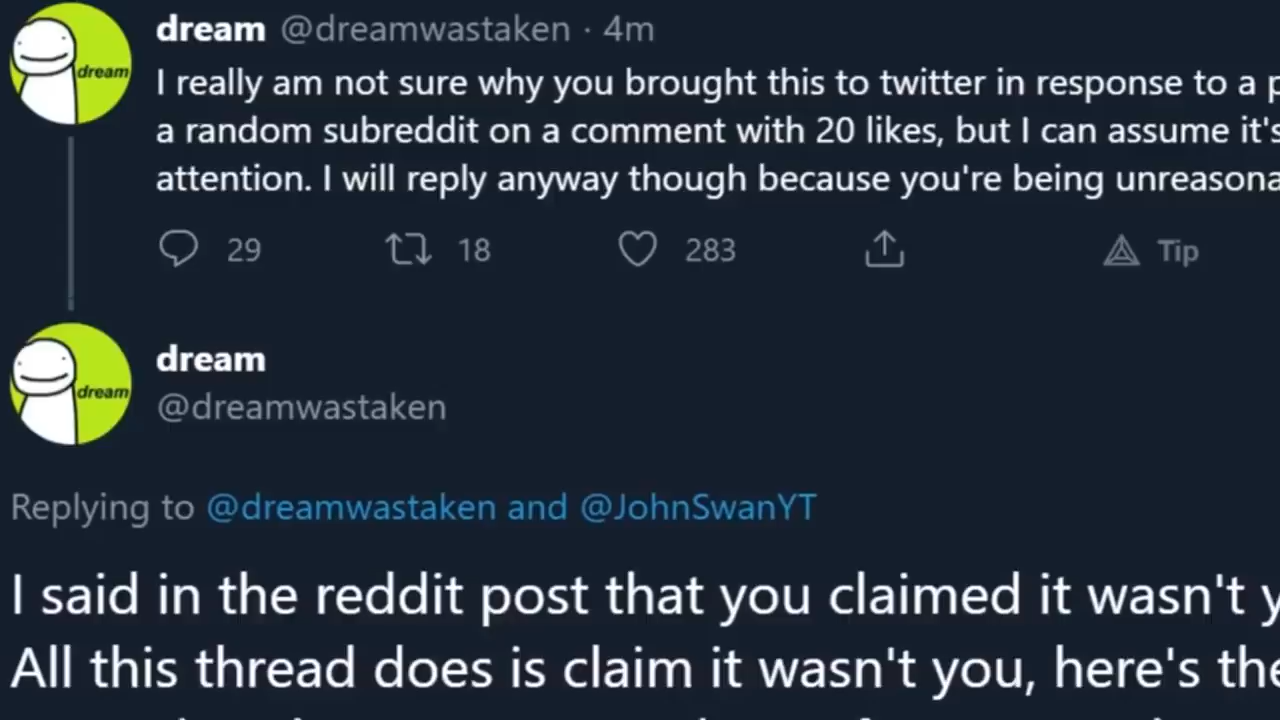 dream @dreamwastaken · 4m
dream
I really am not sure why you brought this to twitter in response to a
a random subreddit on a comment with 20 likes, but I can assume it's
attention. I will reply anyway though because you're being
29 18 283 Tip
dream
dream
@dreamwastaken
Replying to @dreamwastaken and @JohnSwanYT
I said in the reddit post that you claimed it wasn't
All this thread does is claim it wasn't you, here's